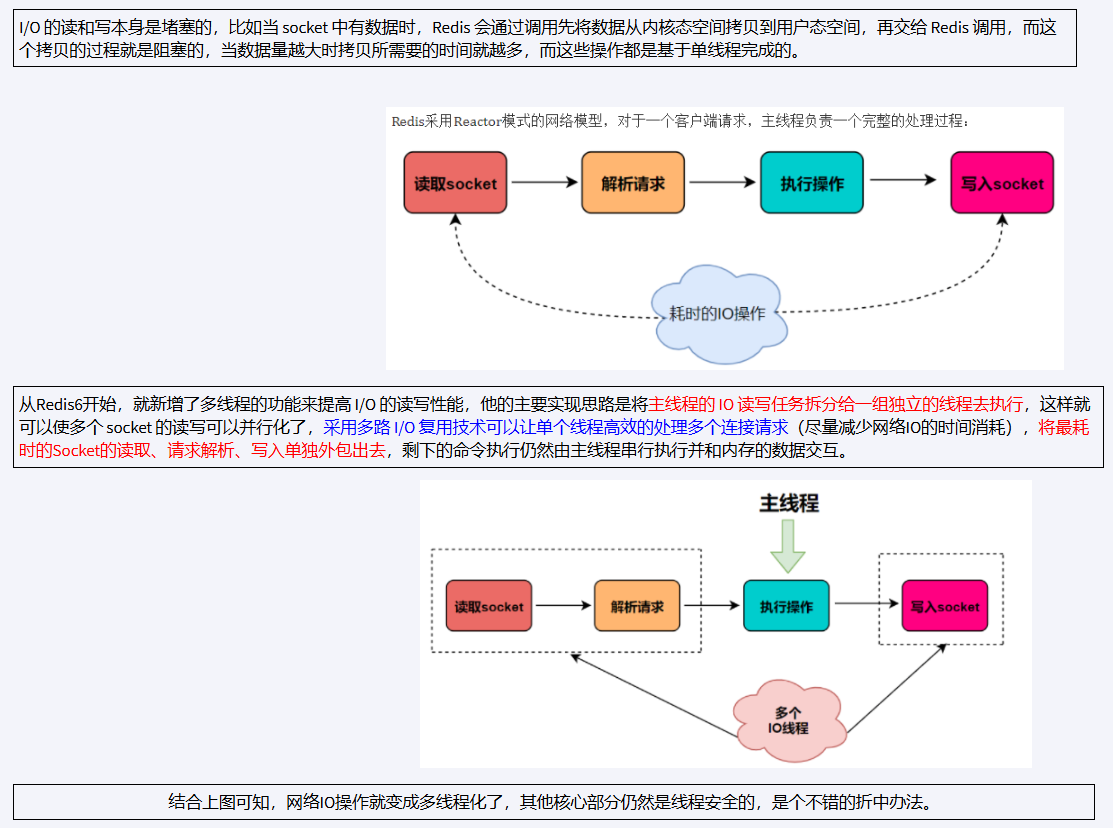 I/O 的读和写本身是堵塞的，比如当 socket 中有数据时，Redis 会通过调用先将数据从内核态空间拷贝到用户态空间，再交给 Redis 调用，而这
个拷贝的过程就是阻塞的，当数据量越大时拷贝所需要的时间就越多，而这些操作都是基于单线程完成的。
Redis采用Reactor模式的网络模型，对于一个客户端请求，主线程负责一个完整的处理过程：
读取socket
解析请求
执行操作
写入socket
耗时的IO操作
从Redis6开始，就新增了多线程的功能来提高 I/O 的读写性能，他的主要实现思路是将主线程的 IO 读写任务拆分给一组独立的线程去执行，这样就
可以使多个 socket 的读写可以并行化了，采用多路 I/O 复用技术可以让单个线程高效的处理多个连接请求（尽量减少网络IO的时间消耗），将最耗
时的Socket的读取、请求解析、写入单独外包出去，剩下的命令执行仍然由主线程串行执行并和内存的数据交互。
主线程
读取socket
解析请求
执行操作
写入socket
多个
IO线程
结合上图可知，网络IO操作就变成多线程化了，其他核心部分仍然是线程安全的，是个不错的折中办法。